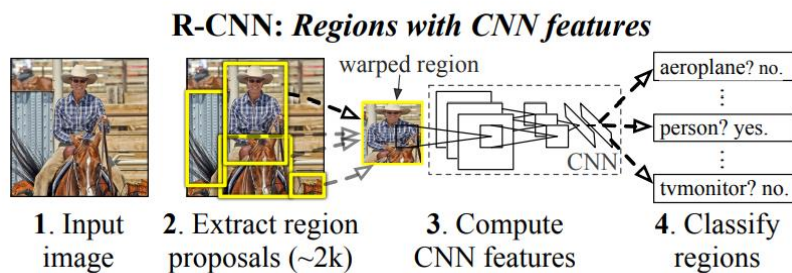 R-CNN: Regions with CNN features
warped region
aeroplane? no.
person? yes.
tvmonitor? no.
CNN
1. Input
image
2. Extract region
proposals (~2k)
3. Compute
CNN features
4. Classify
regions